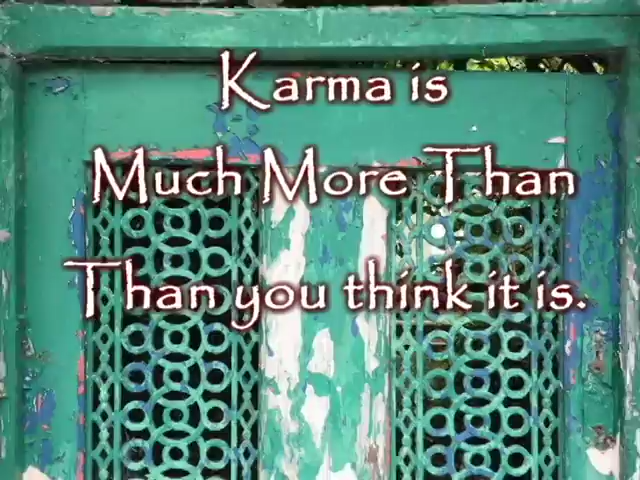 Karma is
Much More Than
Than you think it is.